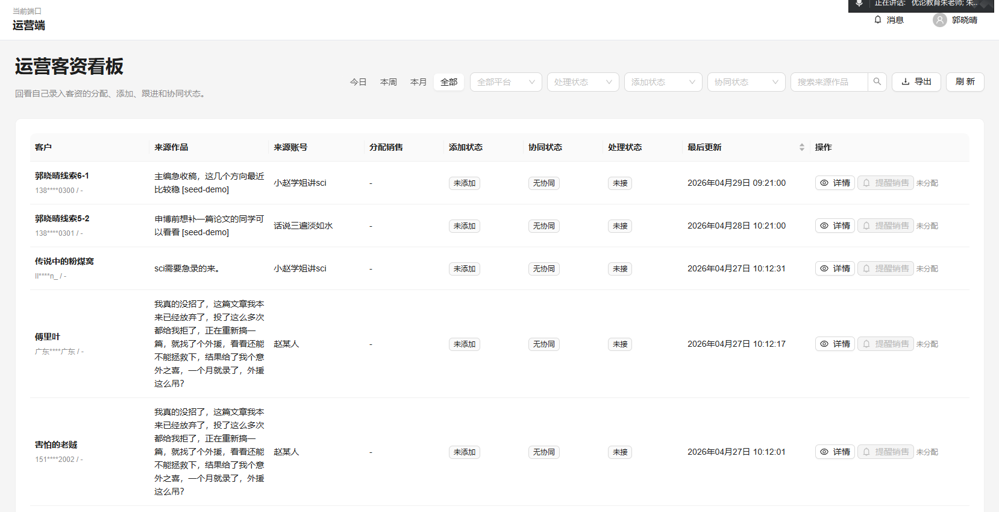 当前端口
运营端
正在讲话: 优论教育朱老师; 朱...
消息
郭晓晴
运营客资看板
回看自己录入客资的分配、添加、跟进和协同状态。
今日 本周 本月 全部 全部平台 处理状态 添加状态 协同状态 搜索来源作品 导出 刷 新
客户 来源作品 来源账号 分配销售 添加状态 协同状态 处理状态 最后更新 操作
郭晓晴线索6-1
138****0300 / -
主编急收稿，这几个方向最近
比较稳 [seed-demo]
小赵学姐讲sci - 未添加 无协同 未接 2026年04月29日 09:21:00 详情 提醒销售 未分配
郭晓晴线索5-2
138****0301 / -
申博前想补一篇论文的同学可
以看看 [seed-demo]
话说三遍淡如水 - 未添加 无协同 未接 2026年04月28日 10:21:00 详情 提醒销售 未分配
传说中的粉煤窝
ll****n_ / -
sci需要急录的来。
小赵学姐讲sci - 未添加 无协同 未接 2026年04月27日 10:12:31 详情 提醒销售 未分配
傅里叶
广东****广东 / -
我真的没招了，这篇文章我本
来已经放弃了，投了这么多次
都给我拒了，正在重新搞一
篇，就找了个外援，看看还能
不能拯救下，结果给了我个意
外之喜，一个月就录了，外援
这么吊？
赵某人 - 未添加 无协同 未接 2026年04月27日 10:12:17 详情 提醒销售 未分配
害怕的老贼
151****2002 / -
我真的没招了，这篇文章我本
来已经放弃了，投了这么多次
都给我拒了，正在重新搞一
篇，就找了个外援，看看还能
不能拯救下，结果给了我个意
外之喜，一个月就录了，外援
这么吊？
赵某人 - 未添加 无协同 未接 2026年04月27日 10:12:01 详情 提醒销售 未分配